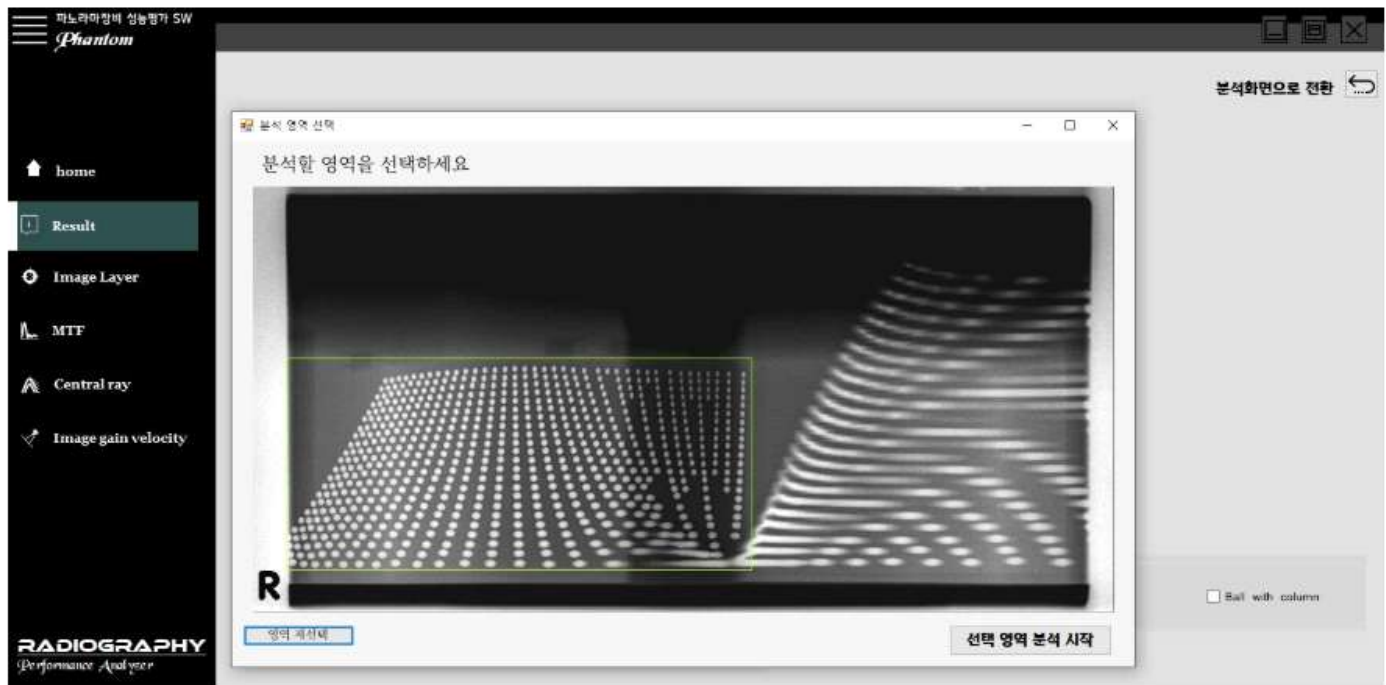 파노라마장비 성능평가 SW
Phantom
분석화면으로 전환
분석 영역 선택
분석할 영역을 선택하세요
home
Result
Image Layer
MTF
Central ray
Image gain velocity
R
영역 재선택
선택 영역 분석 시작
Ball with column
RADIOGRAPHY
Performance Analyzer